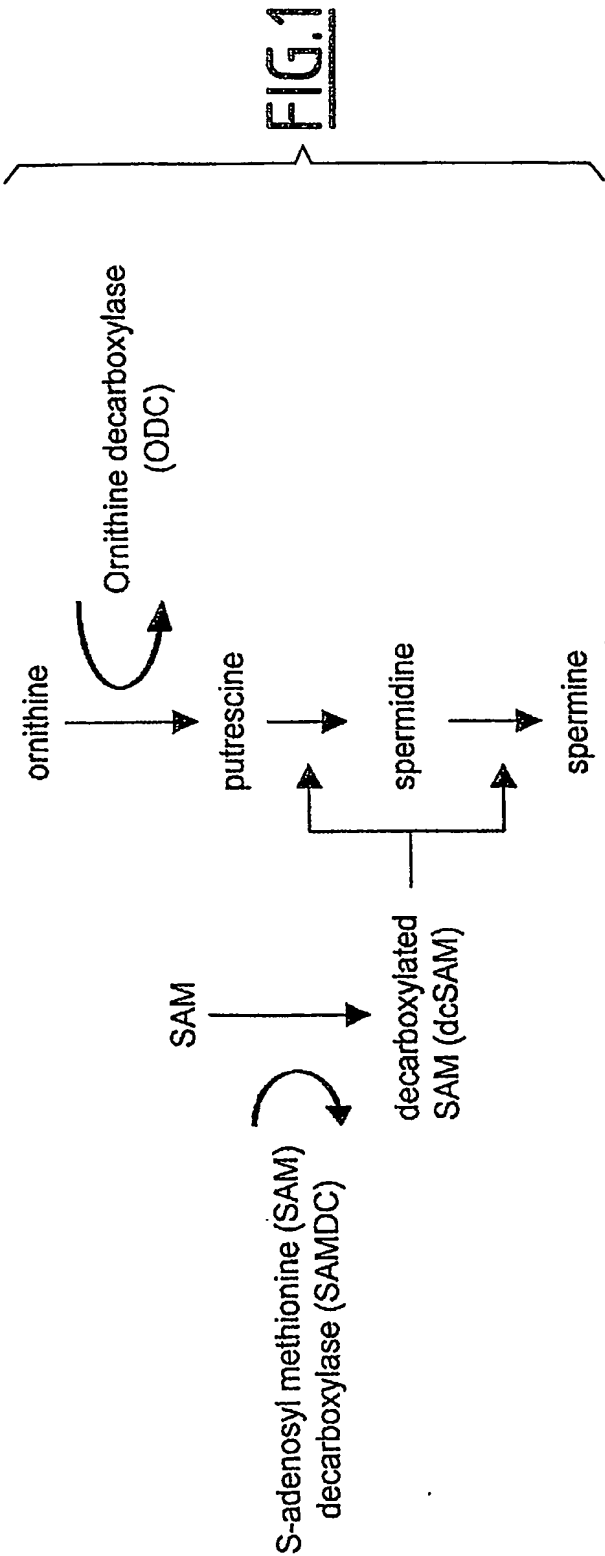 ornithine
Ornithine decarboxylase
(ODC)
SAM
putrescine
S-adenosyl methionine (SAM)
decarboxylase (SAMDC)
decarboxylated
SAM (dcSAM)
spermidine
spermine
FIG.1